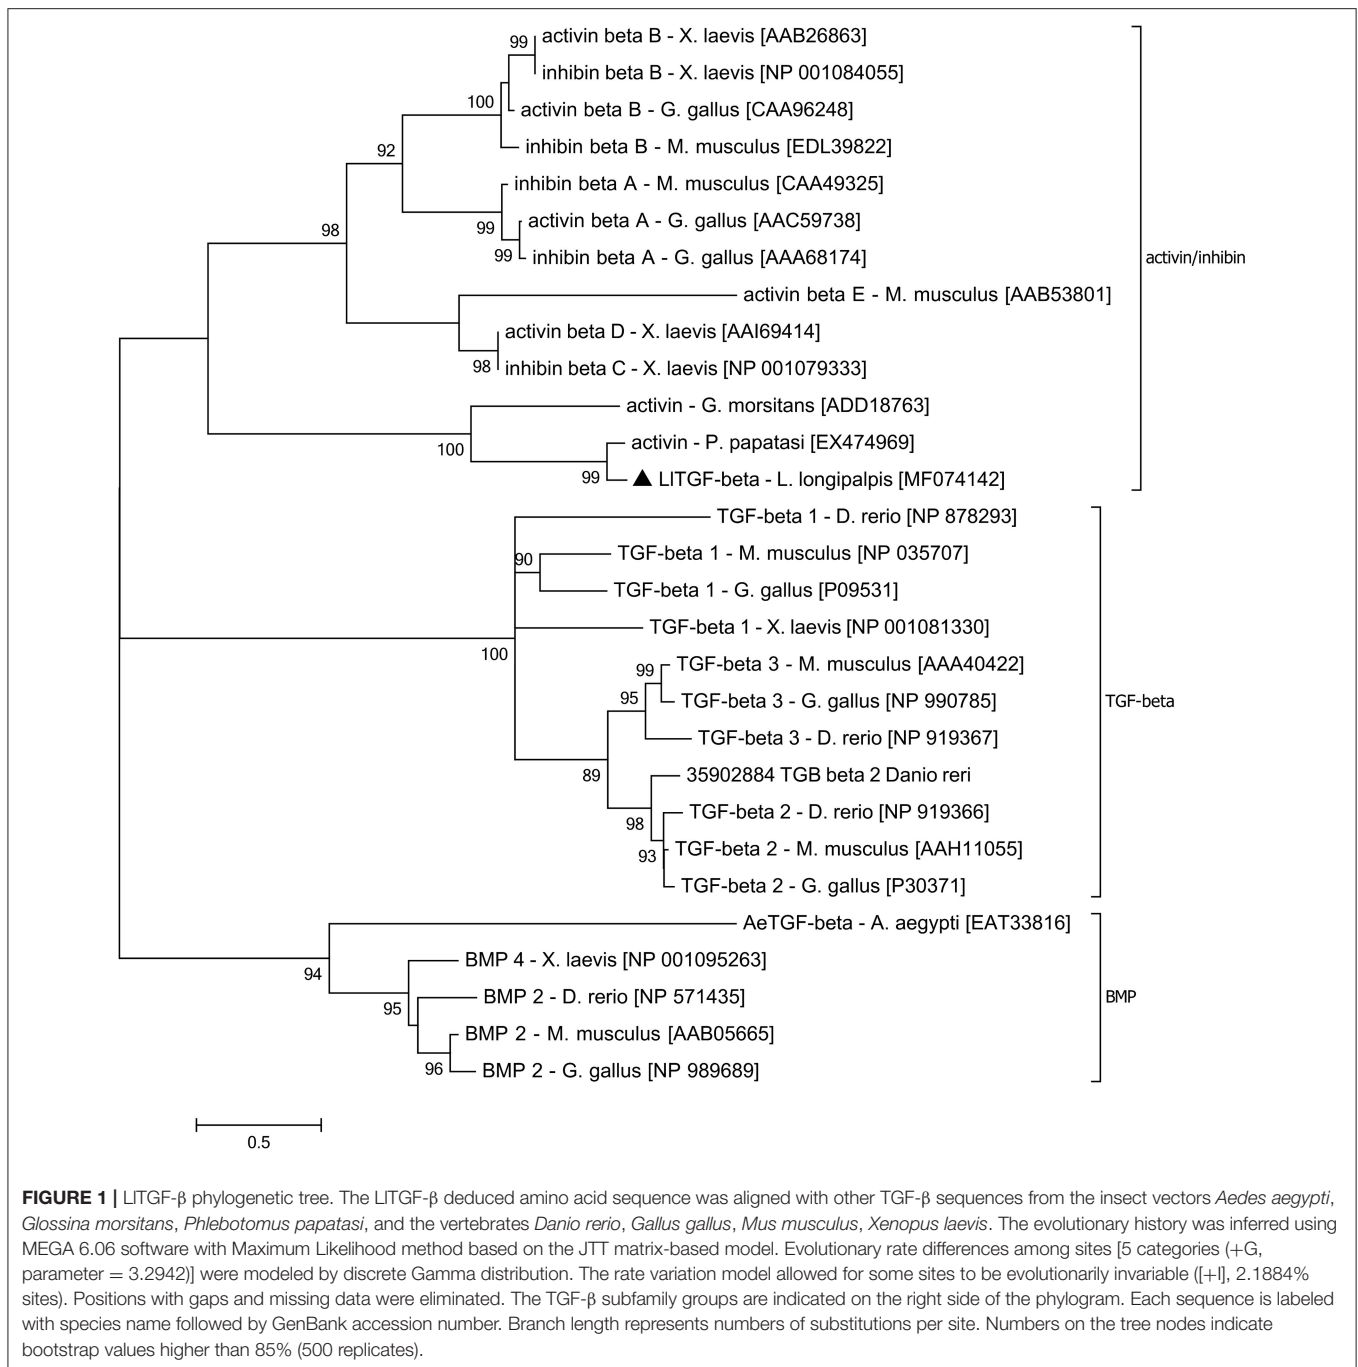 99
activin beta B - X. laevis [AAB26863]
inhibin beta B - X. laevis [NP 001084055]
100
activin beta B - G. gallus [CAA96248]
92
inhibin beta B - M. musculus [EDL39822]
inhibin beta A - M. musculus [CAA49325]
98
99
activin beta A - G. gallus [AAC59738]
99
inhibin beta A - G. gallus [AAA68174]
activin/inhibin
activin beta E - M. musculus [AAB53801]
activin beta D - X. laevis [AAI69414]
98
inhibin beta C - X. laevis [NP 001079333]
activin - G. morsitans [ADD18763]
100
activin - P. papatasi [EX474969]
99
▲ LlTGF-beta - L. longipalpis [MF074142]
TGF-beta 1 - D. rerio [NP 878293]
90
TGF-beta 1 - M. musculus [NP 035707]
TGF-beta 1 - G. gallus [P09531]
TGF-beta 1 - X. laevis [NP 001081330]
100
99
TGF-beta 3 - M. musculus [AAA40422]
95
TGF-beta 3 - G. gallus [NP 990785]
TGF-beta
TGF-beta 3 - D. rerio [NP 919367]
89
35902884 TGB beta 2 Danio reri
98
TGF-beta 2 - D. rerio [NP 919366]
93
TGF-beta 2 - M. musculus [AAH11055]
TGF-beta 2 - G. gallus [P30371]
AeTGF-beta - A. aegypti [EAT33816]
94
BMP 4 - X. laevis [NP 001095263]
95
BMP 2 - D. rerio [NP 571435]
BMP
BMP 2 - M. musculus [AAB05665]
96
BMP 2 - G. gallus [NP 989689]
0.5
FIGURE 1 | LlTGF-β phylogenetic tree. The LlTGF-β deduced amino acid sequence was aligned with other TGF-β sequences from the insect vectors Aedes aegypti,
Glossina morsitans, Phlebotomus papatasi, and the vertebrates Danio rerio, Gallus gallus, Mus musculus, Xenopus laevis. The evolutionary history was inferred using
MEGA 6.06 software with Maximum Likelihood method based on the JTT matrix-based model. Evolutionary rate differences among sites [5 categories (+G,
parameter = 3.2942)] were modeled by discrete Gamma distribution. The rate variation model allowed for some sites to be evolutionarily invariable ([+I], 2.1884%
sites). Positions with gaps and missing data were eliminated. The TGF-β subfamily groups are indicated on the right side of the phylogram. Each sequence is labeled
with species name followed by GenBank accession number. Branch length represents numbers of substitutions per site. Numbers on the tree nodes indicate
bootstrap values higher than 85% (500 replicates).